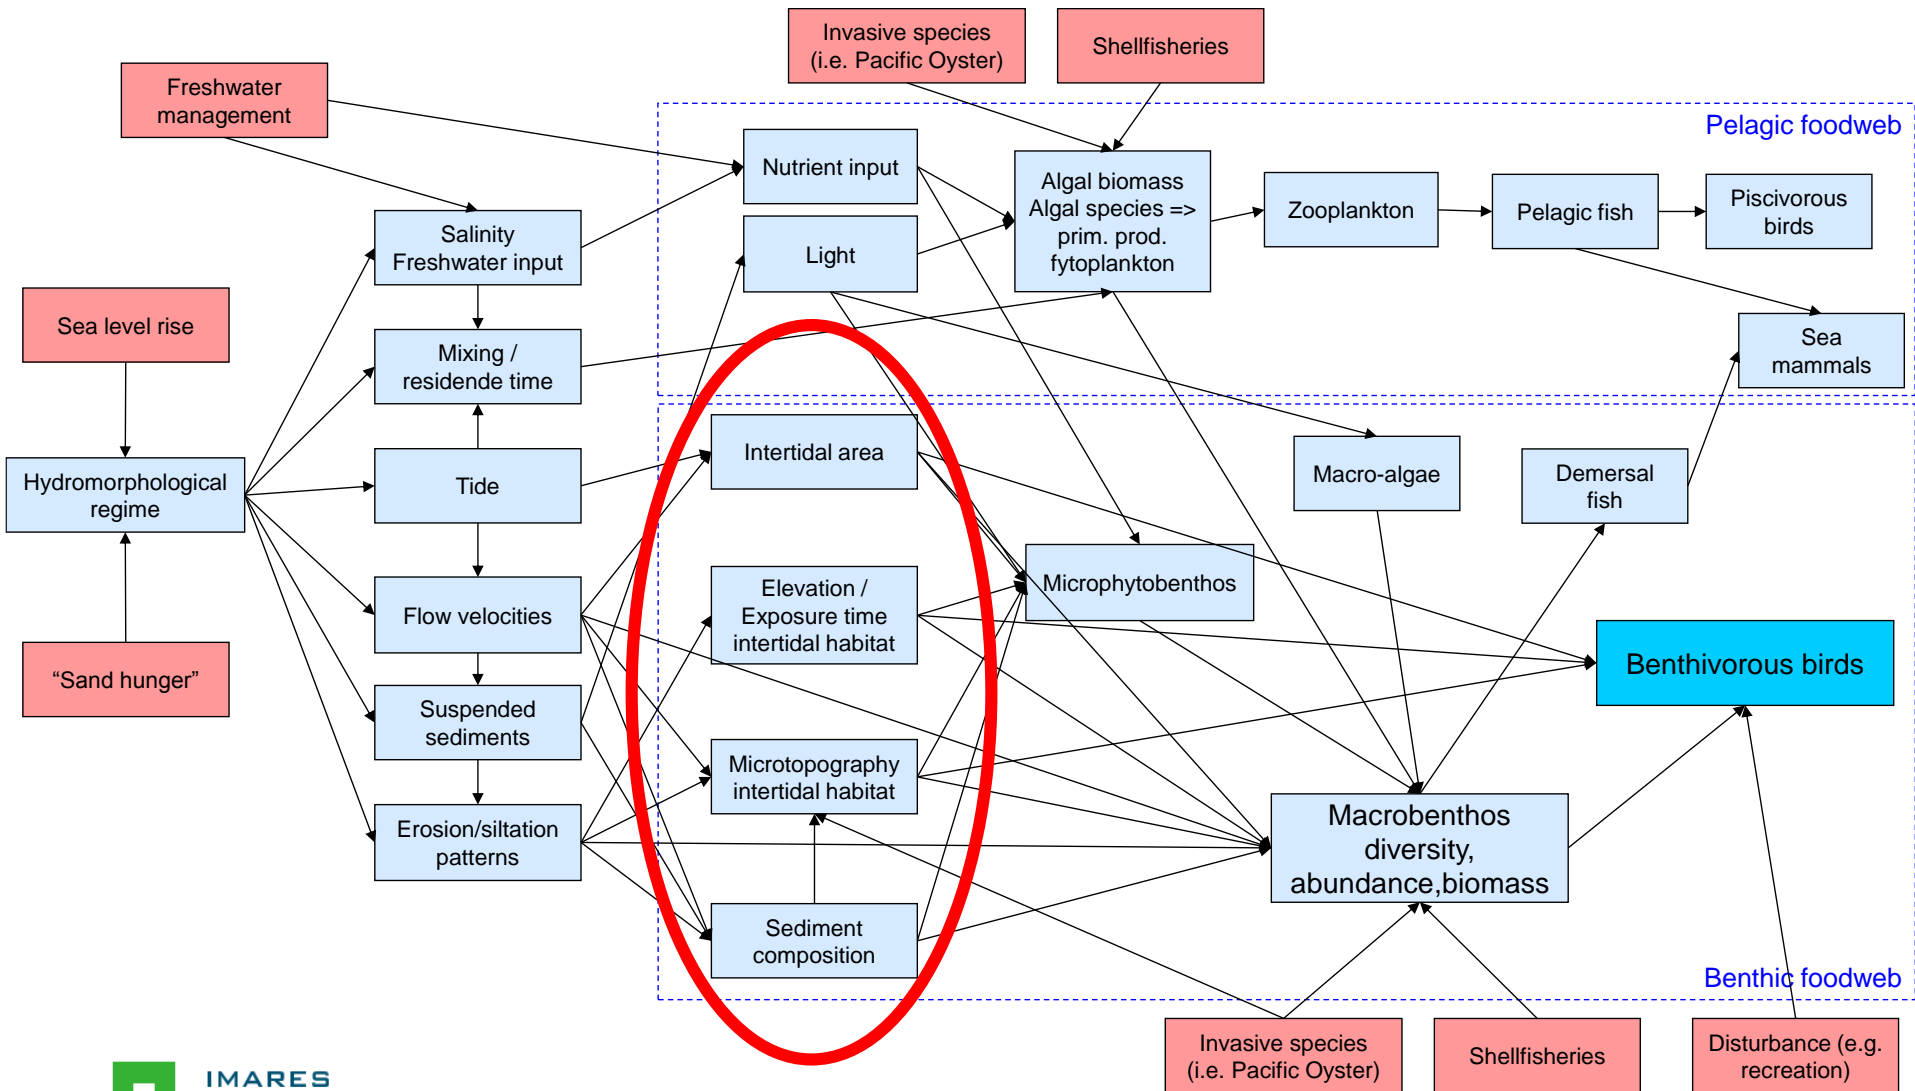 Invasive species
(i.e. Pacific Oyster)
Shellfisheries
Freshwater
management
Pelagic foodweb
Nutrient input
Algal biomass
Algal species =>
prim. prod.
fytoplankton
Zooplankton
Pelagic fish
Piscivorous
birds
Salinity
Freshwater input
Light
Sea level rise
Mixing /
residende time
Sea
mammals
Intertidal area
Macro-algae
Demersal
fish
Hydromorphological
regime
Tide
Microphytobenthos
Elevation /
Exposure time
intertidal habitat
Flow velocities
Benthivorous birds
"Sand hunger"
Suspended
sediments
Microtopography
intertidal habitat
Macrobenthos
diversity,
abundance,biomass
Erosion/siltation
patterns
Sediment
composition
Benthic foodweb
Invasive species
(i.e. Pacific Oyster)
Shellfisheries
Disturbance (e.g.
recreation)
IMARES